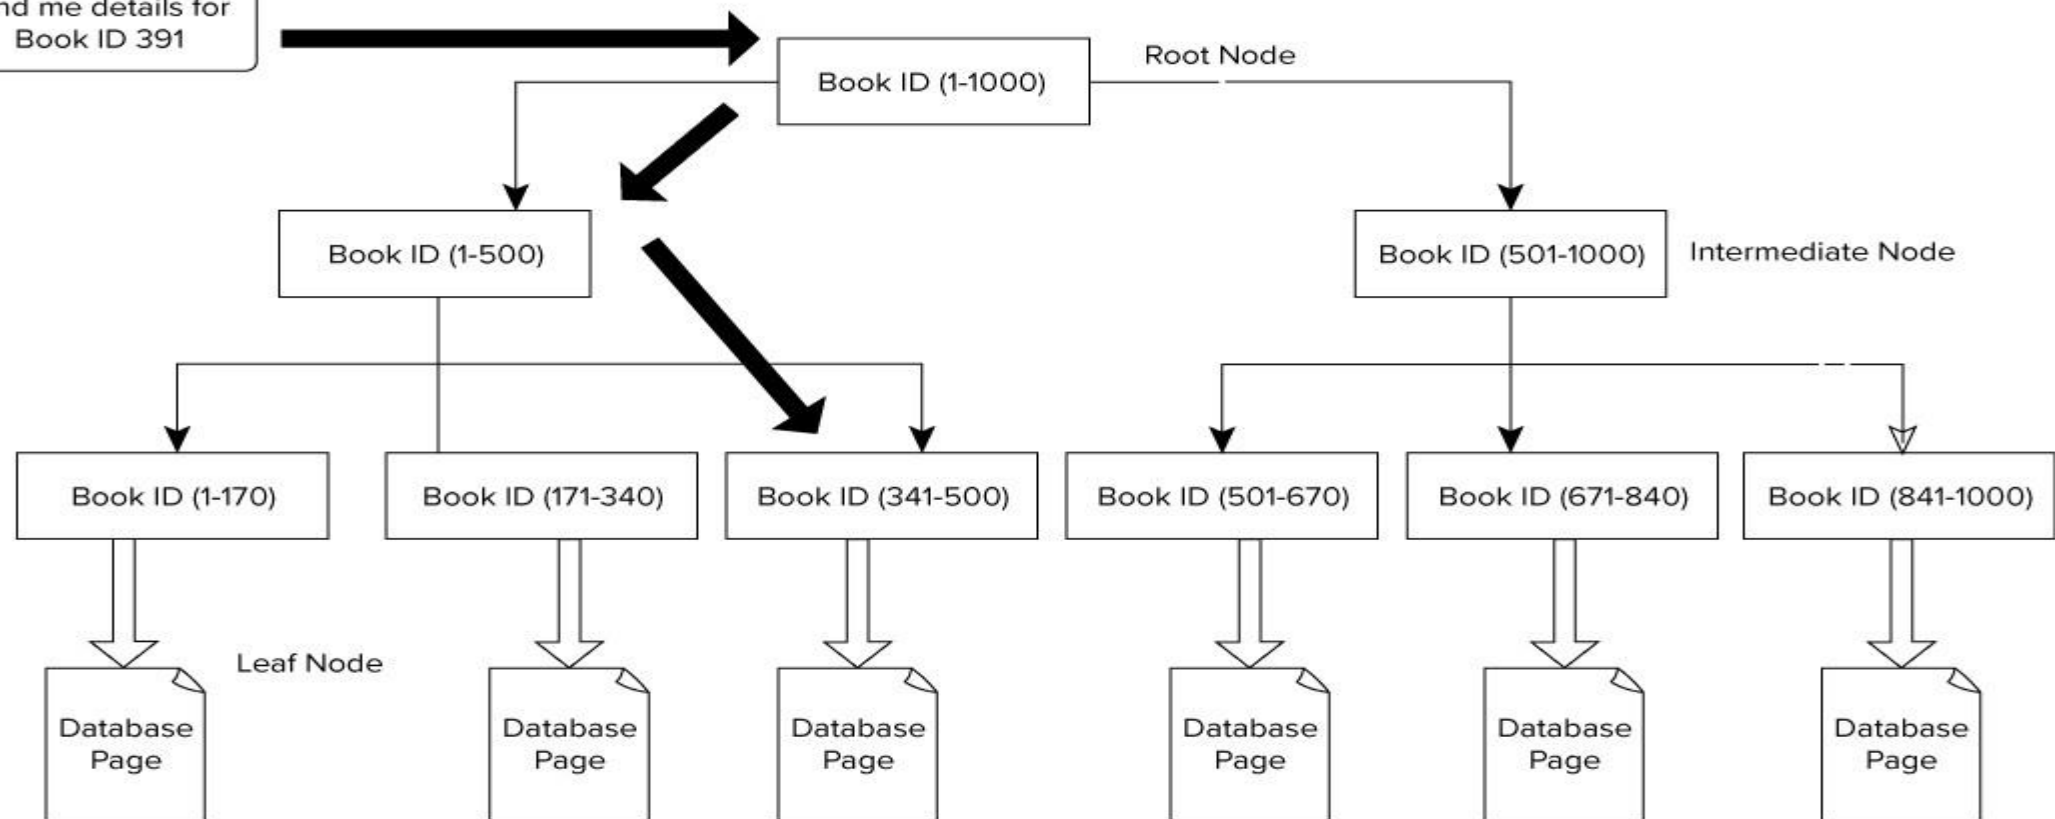 nd me details for
Book ID 391
Root Node
Book ID (1-1000)
Book ID (1-500)
Book ID (501-1000)
Intermediate Node
Book ID (1-170)
Book ID (171-340)
Book ID (341-500)
Book ID (501-670)
Book ID (671-840)
Book ID (841-1000)
Leaf Node
Database
Page
Database
Page
Database
Page
Database
Page
Database
Page
Database
Page